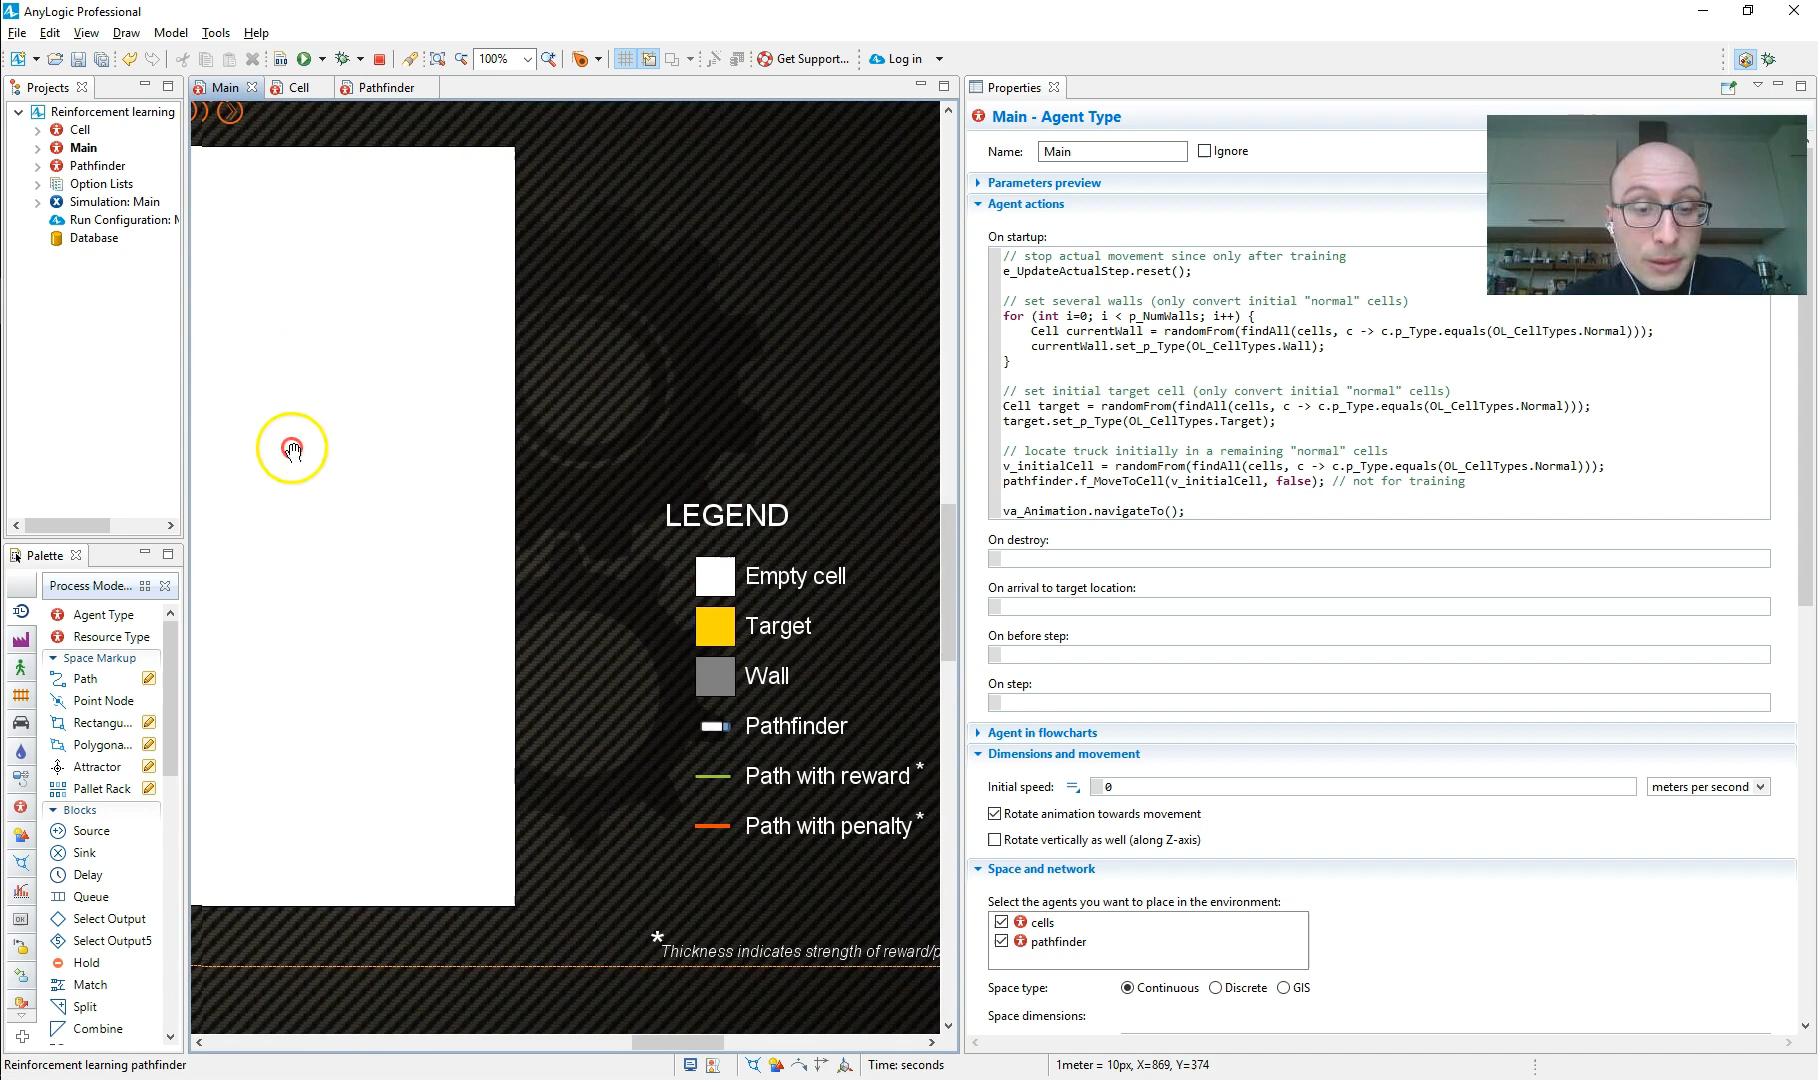 AnyLogic Professional
File Edit View Draw Model Tools Help
100% Get Support... Log in
Projects
Reinforcement learning
Cell
Main
Pathfinder
Option Lists
Simulation: Main
Run Configuration: M
Database
Palette
Process Mode...
Agent Type
Resource Type
Space Markup
Path
Point Node
Rectangu...
Polygona...
Attractor
Pallet Rack
Blocks
Source
Sink
Delay
Queue
Select Output
Select Output5
Hold
Match
Split
Combine
Main Cell Pathfinder
LEGEND
Empty cell
Target
Wall
Pathfinder
Path with reward *
Path with penalty *
*Thickness indicates strength of reward/p
Properties
Main - Agent Type
Name: Main Ignore
Parameters preview
Agent actions
On startup:
// stop actual movement since only after training
e_UpdateActualStep.reset();
// set several walls (only convert initial "normal" cells)
for (int i=0; i < p_NumWalls; i++) {
Cell currentWall = randomFrom(findAll(cells, c -> c.p_Type.equals(OL_CellTypes.Normal)));
currentWall.set_p_Type(OL_CellTypes.Wall);
}
// set initial target cell (only convert initial "normal" cells)
Cell target = randomFrom(findAll(cells, c -> c.p_Type.equals(OL_CellTypes.Normal)));
target.set_p_Type(OL_CellTypes.Target);
// locate truck initially in a remaining "normal" cells
v_initialCell = randomFrom(findAll(cells, c -> c.p_Type.equals(OL_CellTypes.Normal)));
pathfinder.f_MoveToCell(v_initialCell, false); // not for training
va_Animation.navigateTo();
On destroy:
On arrival to target location:
On before step:
On step:
Agent in flowcharts
Dimensions and movement
Initial speed: 0 meters per second
Rotate animation towards movement
Rotate vertically as well (along Z-axis)
Space and network
Select the agents you want to place in the environment:
cells
pathfinder
Space type: Continuous Discrete GIS
Space dimensions:
Reinforcement learning pathfinder
Time: seconds
1meter = 10px, X=869, Y=374